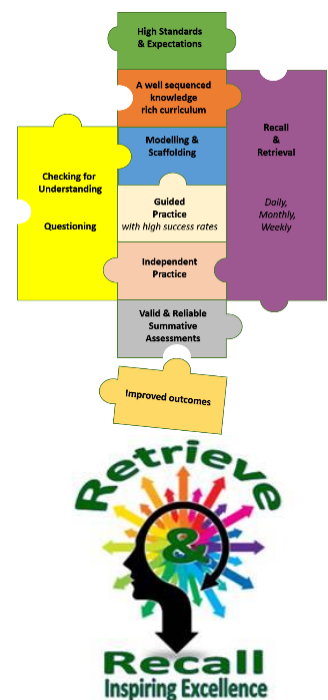 High Standards
& Expectations
A well sequenced
knowledge
rich curriculum
Recall
&
Retrieval
Daily,
Monthly,
Weekly
Modelling &
Scaffolding
Checking for
Understanding
Questioning
Guided
Practice
with high success rates
Independent
Practice
Valid & Reliable
Summative
Assessments
Improved outcomes
Retrieve
&
Recall
Inspiring Excellence